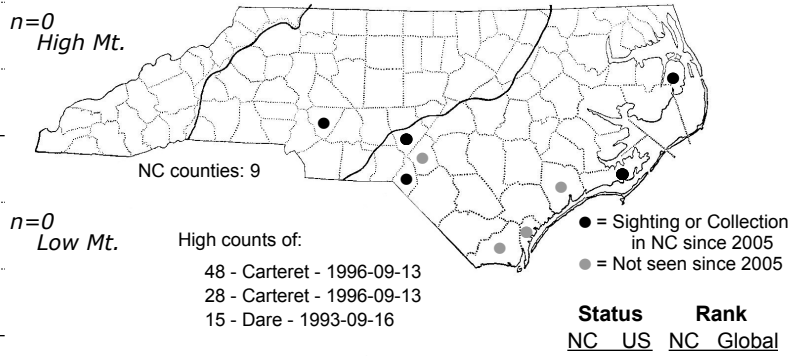 n=0
High Mt.
NC counties: 9
n=0
Low Mt.
High counts of:
48 - Carteret - 1996-09-13
28 - Carteret - 1996-09-13
15 - Dare - 1993-09-16
= Sighting or Collection
in NC since 2005
= Not seen since 2005
Status Rank
NC US NC Global